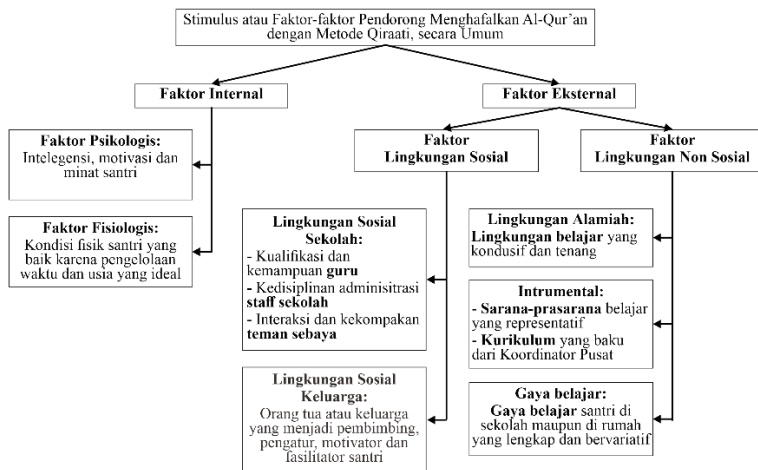 Stimulus atau Faktor-faktor Pendorong Menghafalkan Al-Qur'an
dengan Metode Qiraati, secara Umum
Faktor Internal
Faktor Psikologis:
Intelegensi, motivasi dan
minat santri
Faktor Fisiologis:
Kondisi fisik santri yang
baik karena pengelolaan
waktu dan usia yang ideal
Faktor Eksternal
Faktor
Lingkungan Sosial
Lingkungan Sosial
Sekolah:
- Kualifikasi dan
kemampuan guru
- Kedisiplinan adminisitrasi
staff sekolah
- Interaksi dan kekompakan
teman sebaya
Lingkungan Sosial
Keluarga:
Orang tua atau keluarga
yang menjadi pembimbing,
pengatur, motivator dan
fasilitator santri
Faktor
Lingkungan Non Sosial
Lingkungan Alamiah:
Lingkungan belajar yang
kondusif dan tenang
Intrumental:
- Sarana-prasarana belajar
yang representatif
- Kurikulum yang baku
dari Koordinator Pusat
Gaya belajar:
Gaya belajar santri di
sekolah maupun di rumah
yang lengkap dan bervariatif